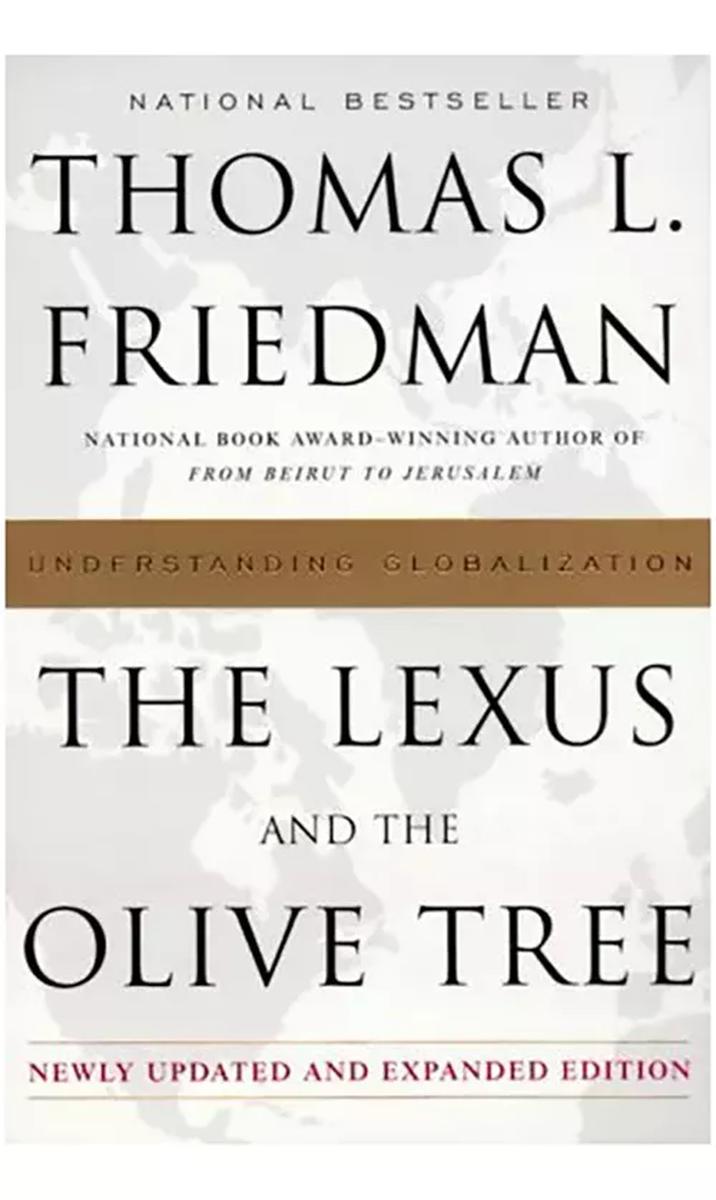 NATIONAL BESTSELLER
THOMAS L.
FRIEDMAN
NATIONAL BOOK AWARD-WINNING AUTHOR OF
FROM BEIRUT TO JERUSALEM
UNDERSTANDING GLOBALIZATION
THE LEXUS
AND THE
OLIVE TREE
NEWLY UPDATED AND EXPANDED EDITION